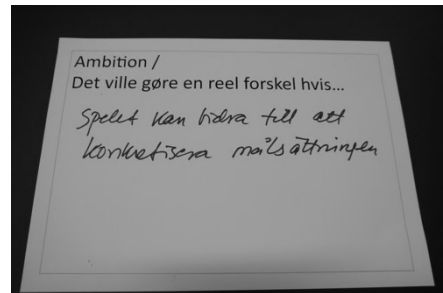 Ambition /
Det ville gøre en reel forskel hvis...
Spelet kan bidra till att
konkretisera målsättningen